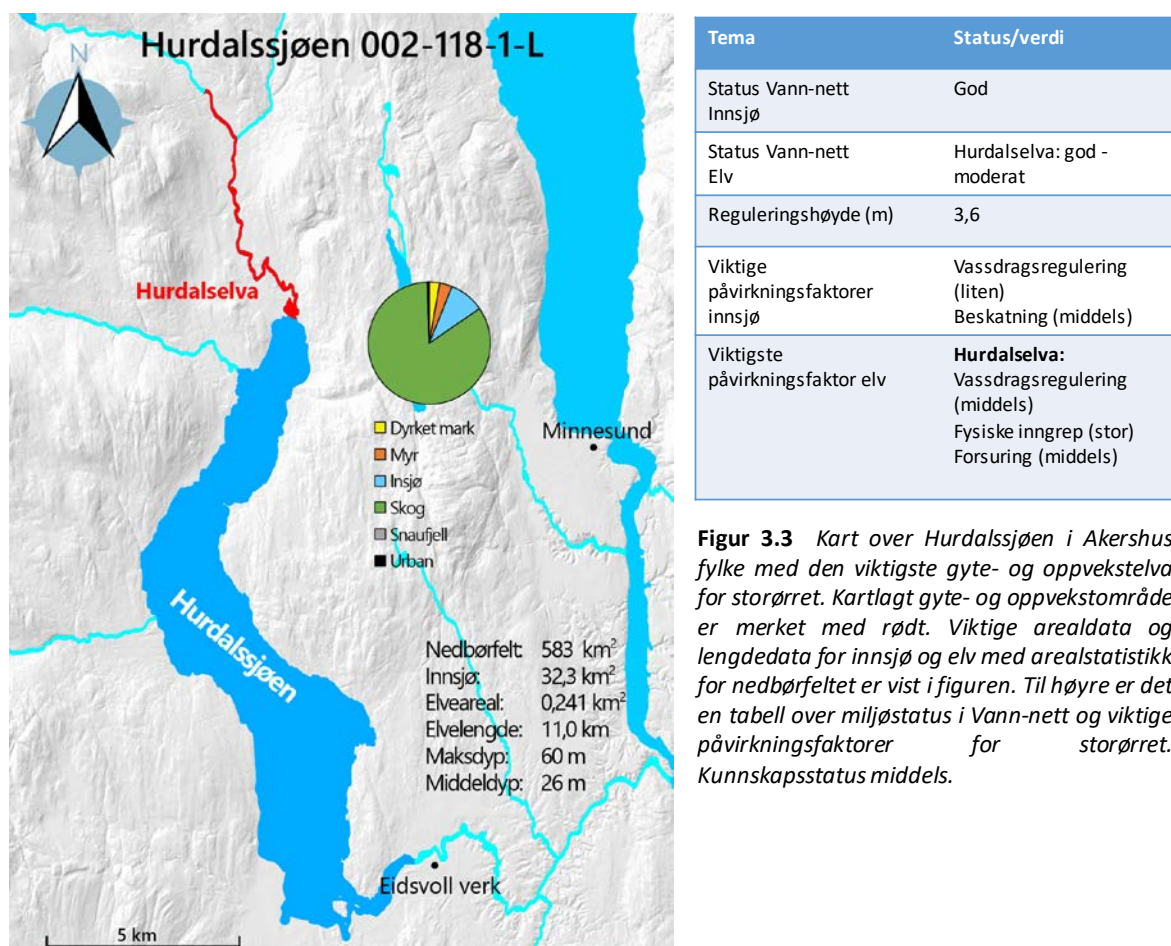 Hurdalssjøen 002-118-1-L
N
Hurdalselva
Dyrket mark
Myr
Insjø
Skog
Snaufjell
Urban
Minnesund
Hurdalssjøen
Nedbørfelt: 583 km²
Innsjø: 32,3 km²
Elveareal: 0,241 km²
Elvelengde: 11,0 km
Maksdyp: 60 m
Middeldyp: 26 m
Eidsvoll verk
5 km
Tema Status/verdi
Status Vann-nett God
Innsjø
Status Vann-nett Hurdalselva: god -
Elv moderat
Reguleringshøyde (m) 3,6
Viktige Vassdragsregulering
påvirkningsfaktorer (liten)
innsjø Beskatning (middels)
Viktigste Hurdalselva:
påvirkningsfaktor elv Vassdragsregulering
(middels)
Fysiske inngrep (stor)
Forsuring (middels)
Figur 3.3 Kart over Hurdalssjøen i Akershus
fylke med den viktigste gyte- og oppvekstelva
for storørret. Kartlagt gyte- og oppvekstområde
er merket med rødt. Viktige arealdata og
lengdedata for innsjø og elv med arealstatistikk
for nedbørfeltet er vist i figuren. Til høyre er det
en tabell over miljøstatus i Vann-nett og viktige
påvirkningsfaktorer for storørret.
Kunnskapsstatus middels.